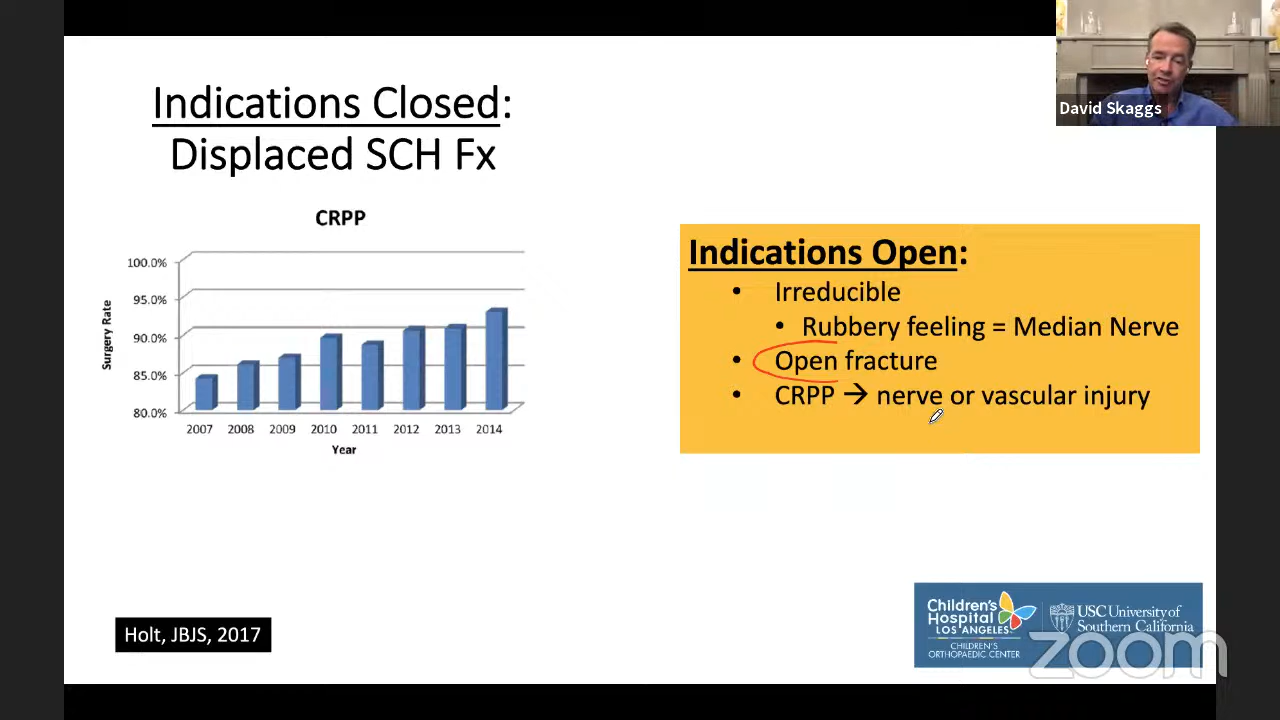 David Skaggs
Indications Closed:
Displaced SCH Fx
CRPP
100.0%
95.0%
90.0%
85.0%
80.0%
Surgery Rate
2007 2008 2009 2010 2011 2012 2013 2014
Year
Indications Open:
• Irreducible
• Rubbery feeling = Median Nerve
• Open fracture
• CRPP → nerve or vascular injury
Holt, JBJS, 2017
Children's
Hospital
LOS ANGELES
CHILDREN'S
ORTHOPAEDIC CENTER
USC University of
Southern California
zoom